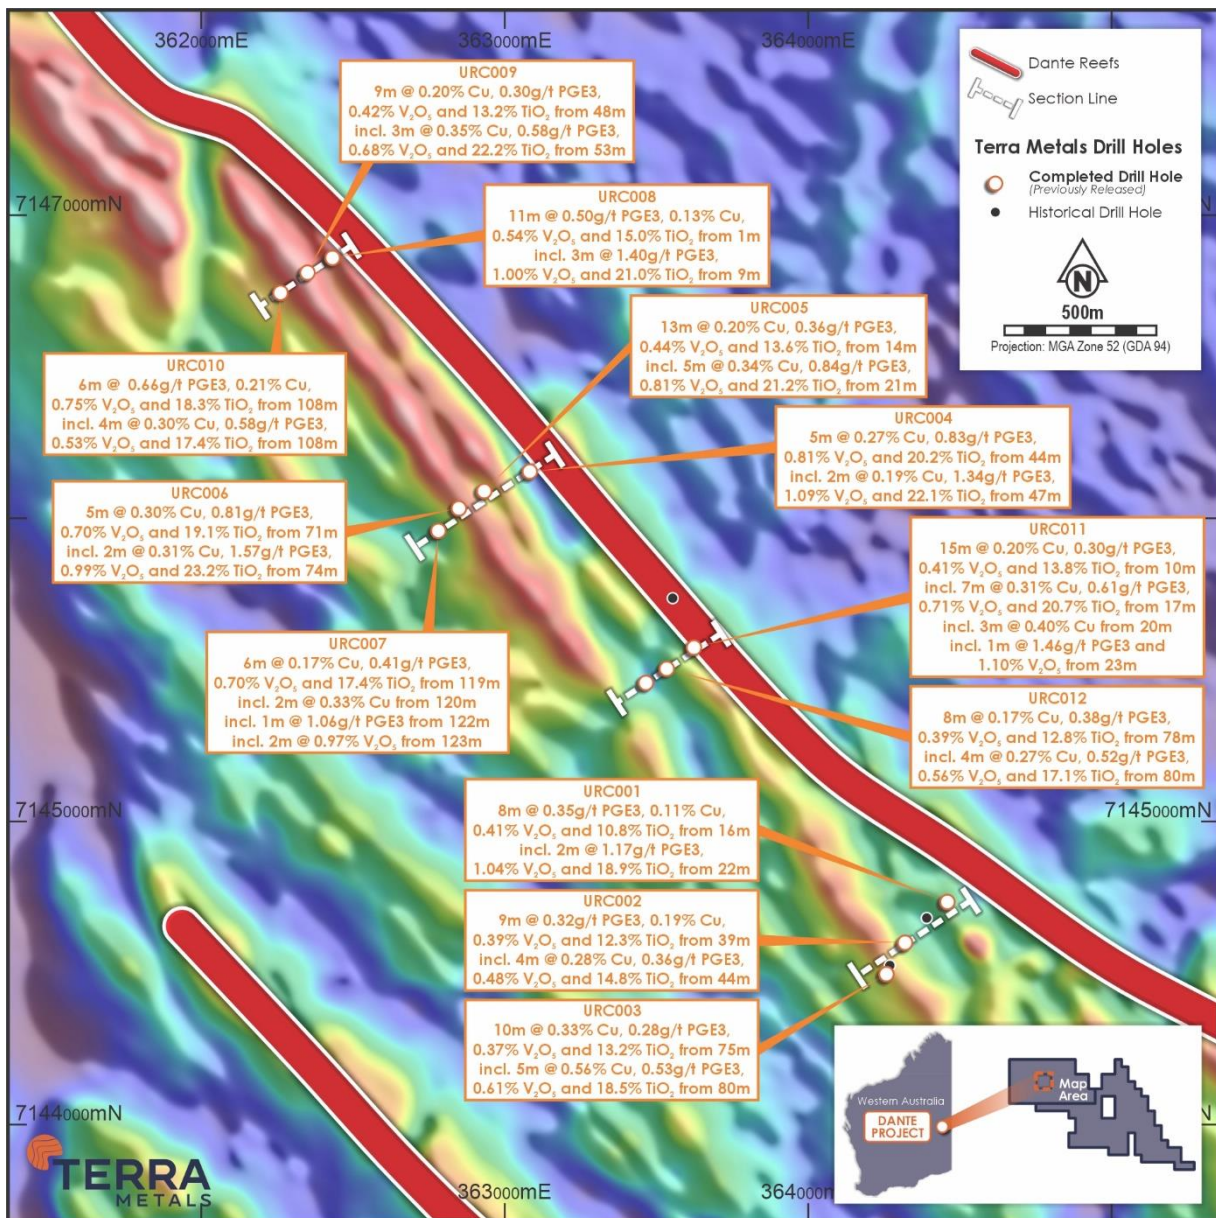 362000mE
363000mE
364000mE
Dante Reefs
Section Line
Terra Metals Drill Holes
Completed Drill Hole
(Previously Released)
Historical Drill Hole
N
500m
Projection: MGA Zone 52 (GDA 94)
7147000mN
URC009
9m @ 0.20% Cu, 0.30g/t PGE3,
0.42% V₂O₅ and 13.2% TiO₂ from 48m
incl. 3m @ 0.35% Cu, 0.58g/t PGE3,
0.68% V₂O₅ and 22.2% TiO₂ from 53m
URC008
11m @ 0.50g/t PGE3, 0.13% Cu,
0.54% V₂O₅ and 15.0% TiO₂ from 1m
incl. 3m @ 1.40g/t PGE3,
1.00% V₂O₅ and 21.0% TiO₂ from 9m
URC005
13m @ 0.20% Cu, 0.36g/t PGE3,
0.44% V₂O₅ and 13.6% TiO₂ from 14m
incl. 5m @ 0.34% Cu, 0.84g/t PGE3,
0.81% V₂O₅ and 21.2% TiO₂ from 21m
URC010
6m @ 0.66g/t PGE3, 0.21% Cu,
0.75% V₂O₅ and 18.3% TiO₂ from 108m
incl. 4m @ 0.30% Cu, 0.58g/t PGE3,
0.53% V₂O₅ and 17.4% TiO₂ from 108m
URC004
5m @ 0.27% Cu, 0.83g/t PGE3,
0.81% V₂O₅ and 20.2% TiO₂ from 44m
incl. 2m @ 0.19% Cu, 1.34g/t PGE3,
1.09% V₂O₅ and 22.1% TiO₂ from 47m
URC006
5m @ 0.30% Cu, 0.81g/t PGE3,
0.70% V₂O₅ and 19.1% TiO₂ from 71m
incl. 2m @ 0.31% Cu, 1.57g/t PGE3,
0.99% V₂O₅ and 23.2% TiO₂ from 74m
URC011
15m @ 0.20% Cu, 0.30g/t PGE3,
0.41% V₂O₅ and 13.8% TiO₂ from 10m
incl. 7m @ 0.31% Cu, 0.61g/t PGE3,
0.71% V₂O₅ and 20.7% TiO₂ from 17m
incl. 3m @ 0.40% Cu from 20m
incl. 1m @ 1.46g/t PGE3 and
1.10% V₂O₅ from 23m
URC007
6m @ 0.17% Cu, 0.41g/t PGE3,
0.70% V₂O₅ and 17.4% TiO₂ from 119m
incl. 2m @ 0.33% Cu from 120m
incl. 1m @ 1.06g/t PGE3 from 122m
incl. 2m @ 0.97% V₂O₅ from 123m
URC012
8m @ 0.17% Cu, 0.38g/t PGE3,
0.39% V₂O₅ and 12.8% TiO₂ from 78m
incl. 4m @ 0.27% Cu, 0.52g/t PGE3,
0.56% V₂O₅ and 17.1% TiO₂ from 80m
7145000mN
7145000mN
URC001
8m @ 0.35g/t PGE3, 0.11% Cu,
0.41% V₂O₅ and 10.8% TiO₂ from 16m
incl. 2m @ 1.17g/t PGE3,
1.04% V₂O₅ and 18.9% TiO₂ from 22m
URC002
9m @ 0.32g/t PGE3, 0.19% Cu,
0.39% V₂O₅ and 12.3% TiO₂ from 39m
incl. 4m @ 0.28% Cu, 0.36g/t PGE3,
0.48% V₂O₅ and 14.8% TiO₂ from 44m
URC003
10m @ 0.33% Cu, 0.28g/t PGE3,
0.37% V₂O₅ and 13.2% TiO₂ from 75m
incl. 5m @ 0.56% Cu, 0.53g/t PGE3,
0.61% V₂O₅ and 18.5% TiO₂ from 80m
7144000mN
Western Australia
DANTE
PROJECT
Map
Area
TERRA
METALS
363000mE
364000m